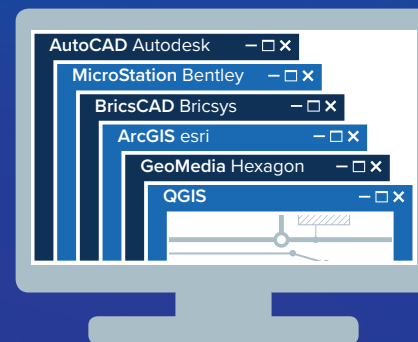 AutoCAD Autodesk
MicroStation Bentley
BricsCAD Bricsys
ArcGIS esri
GeoMedia Hexagon
QGIS